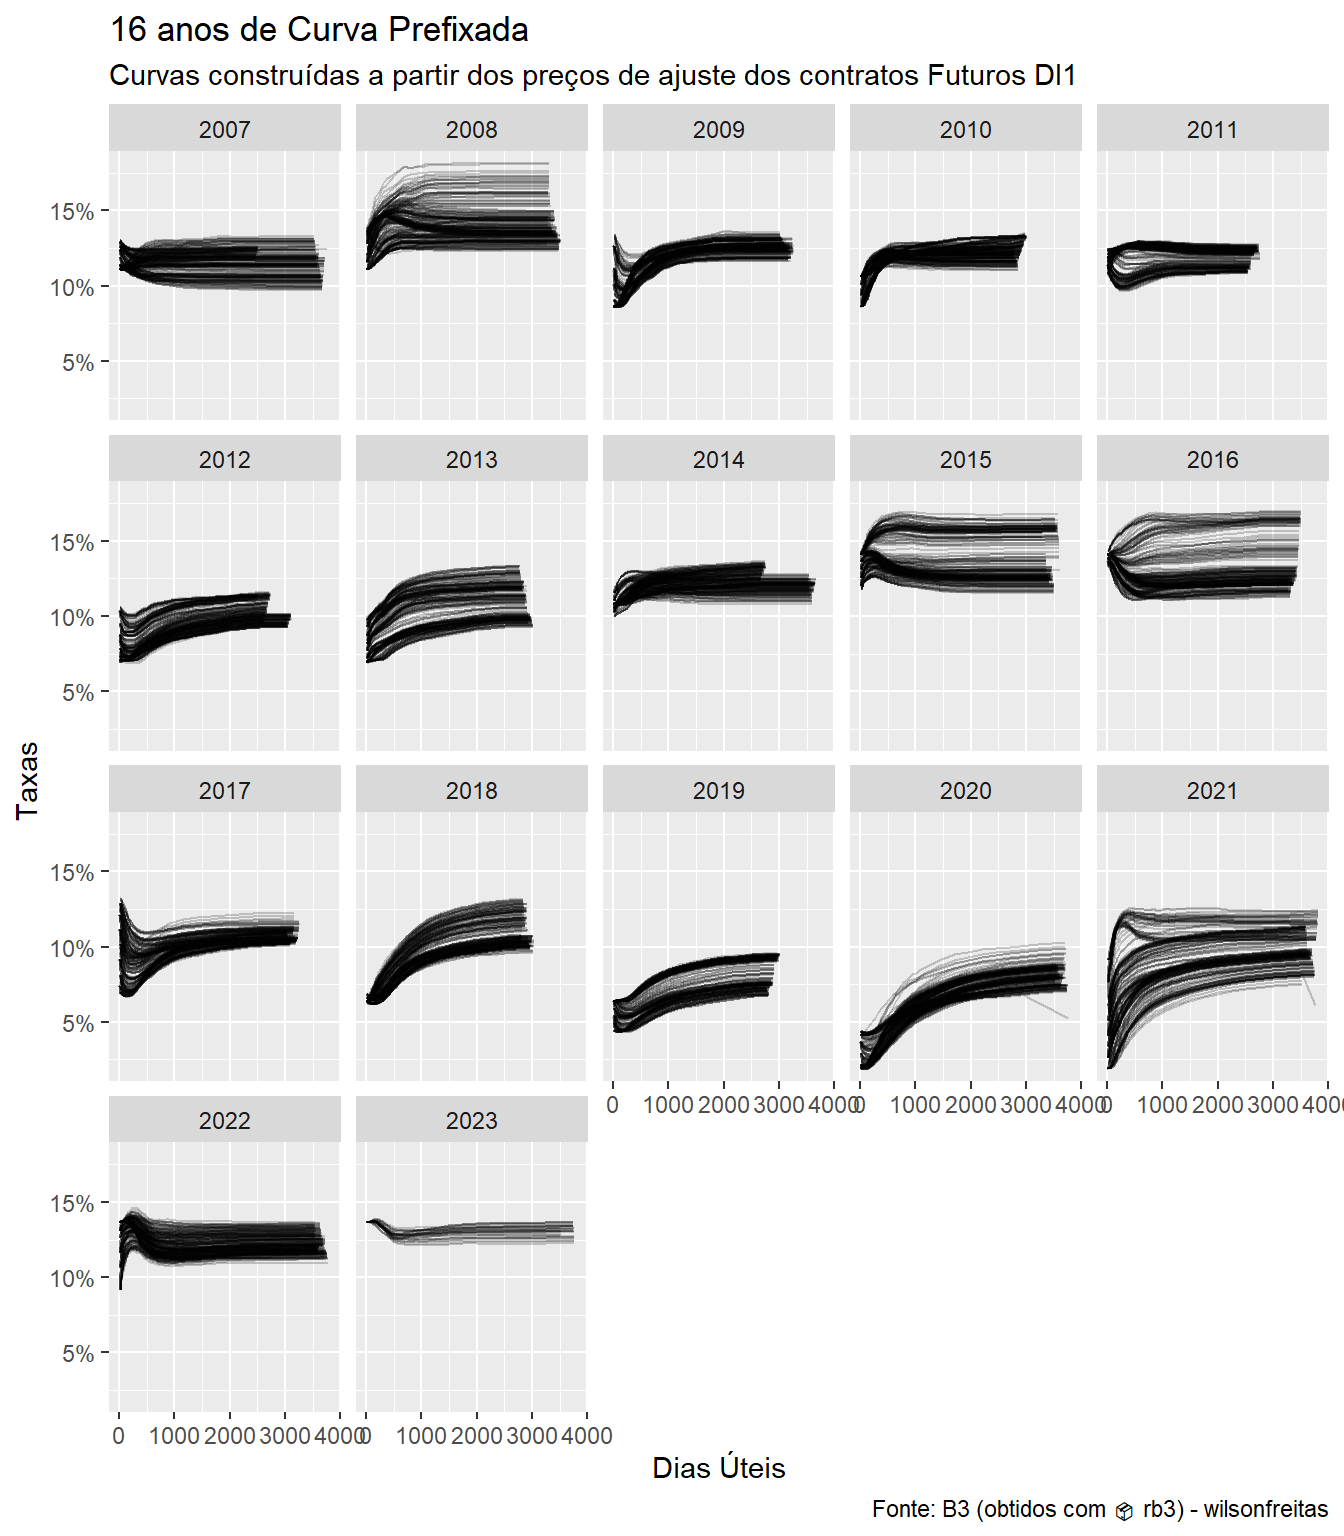 16 anos de Curva Prefixada
Curvas construídas a partir dos preços de ajuste dos contratos Futuros DI1
2007 2008 2009 2010 2011
15%
10%
5%
2012 2013 2014 2015 2016
15%
10%
5%
Taxas
2017 2018 2019 2020 2021
15%
10%
5%
0 1000 2000 3000 4000 0 1000 2000 3000 4000 0 1000 2000 3000 4000
2022 2023
15%
10%
5%
0 1000 2000 3000 4000 0 1000 2000 3000 4000
Dias Úteis
Fonte: B3 (obtidos com 📦 rb3) - wilsonfreitas